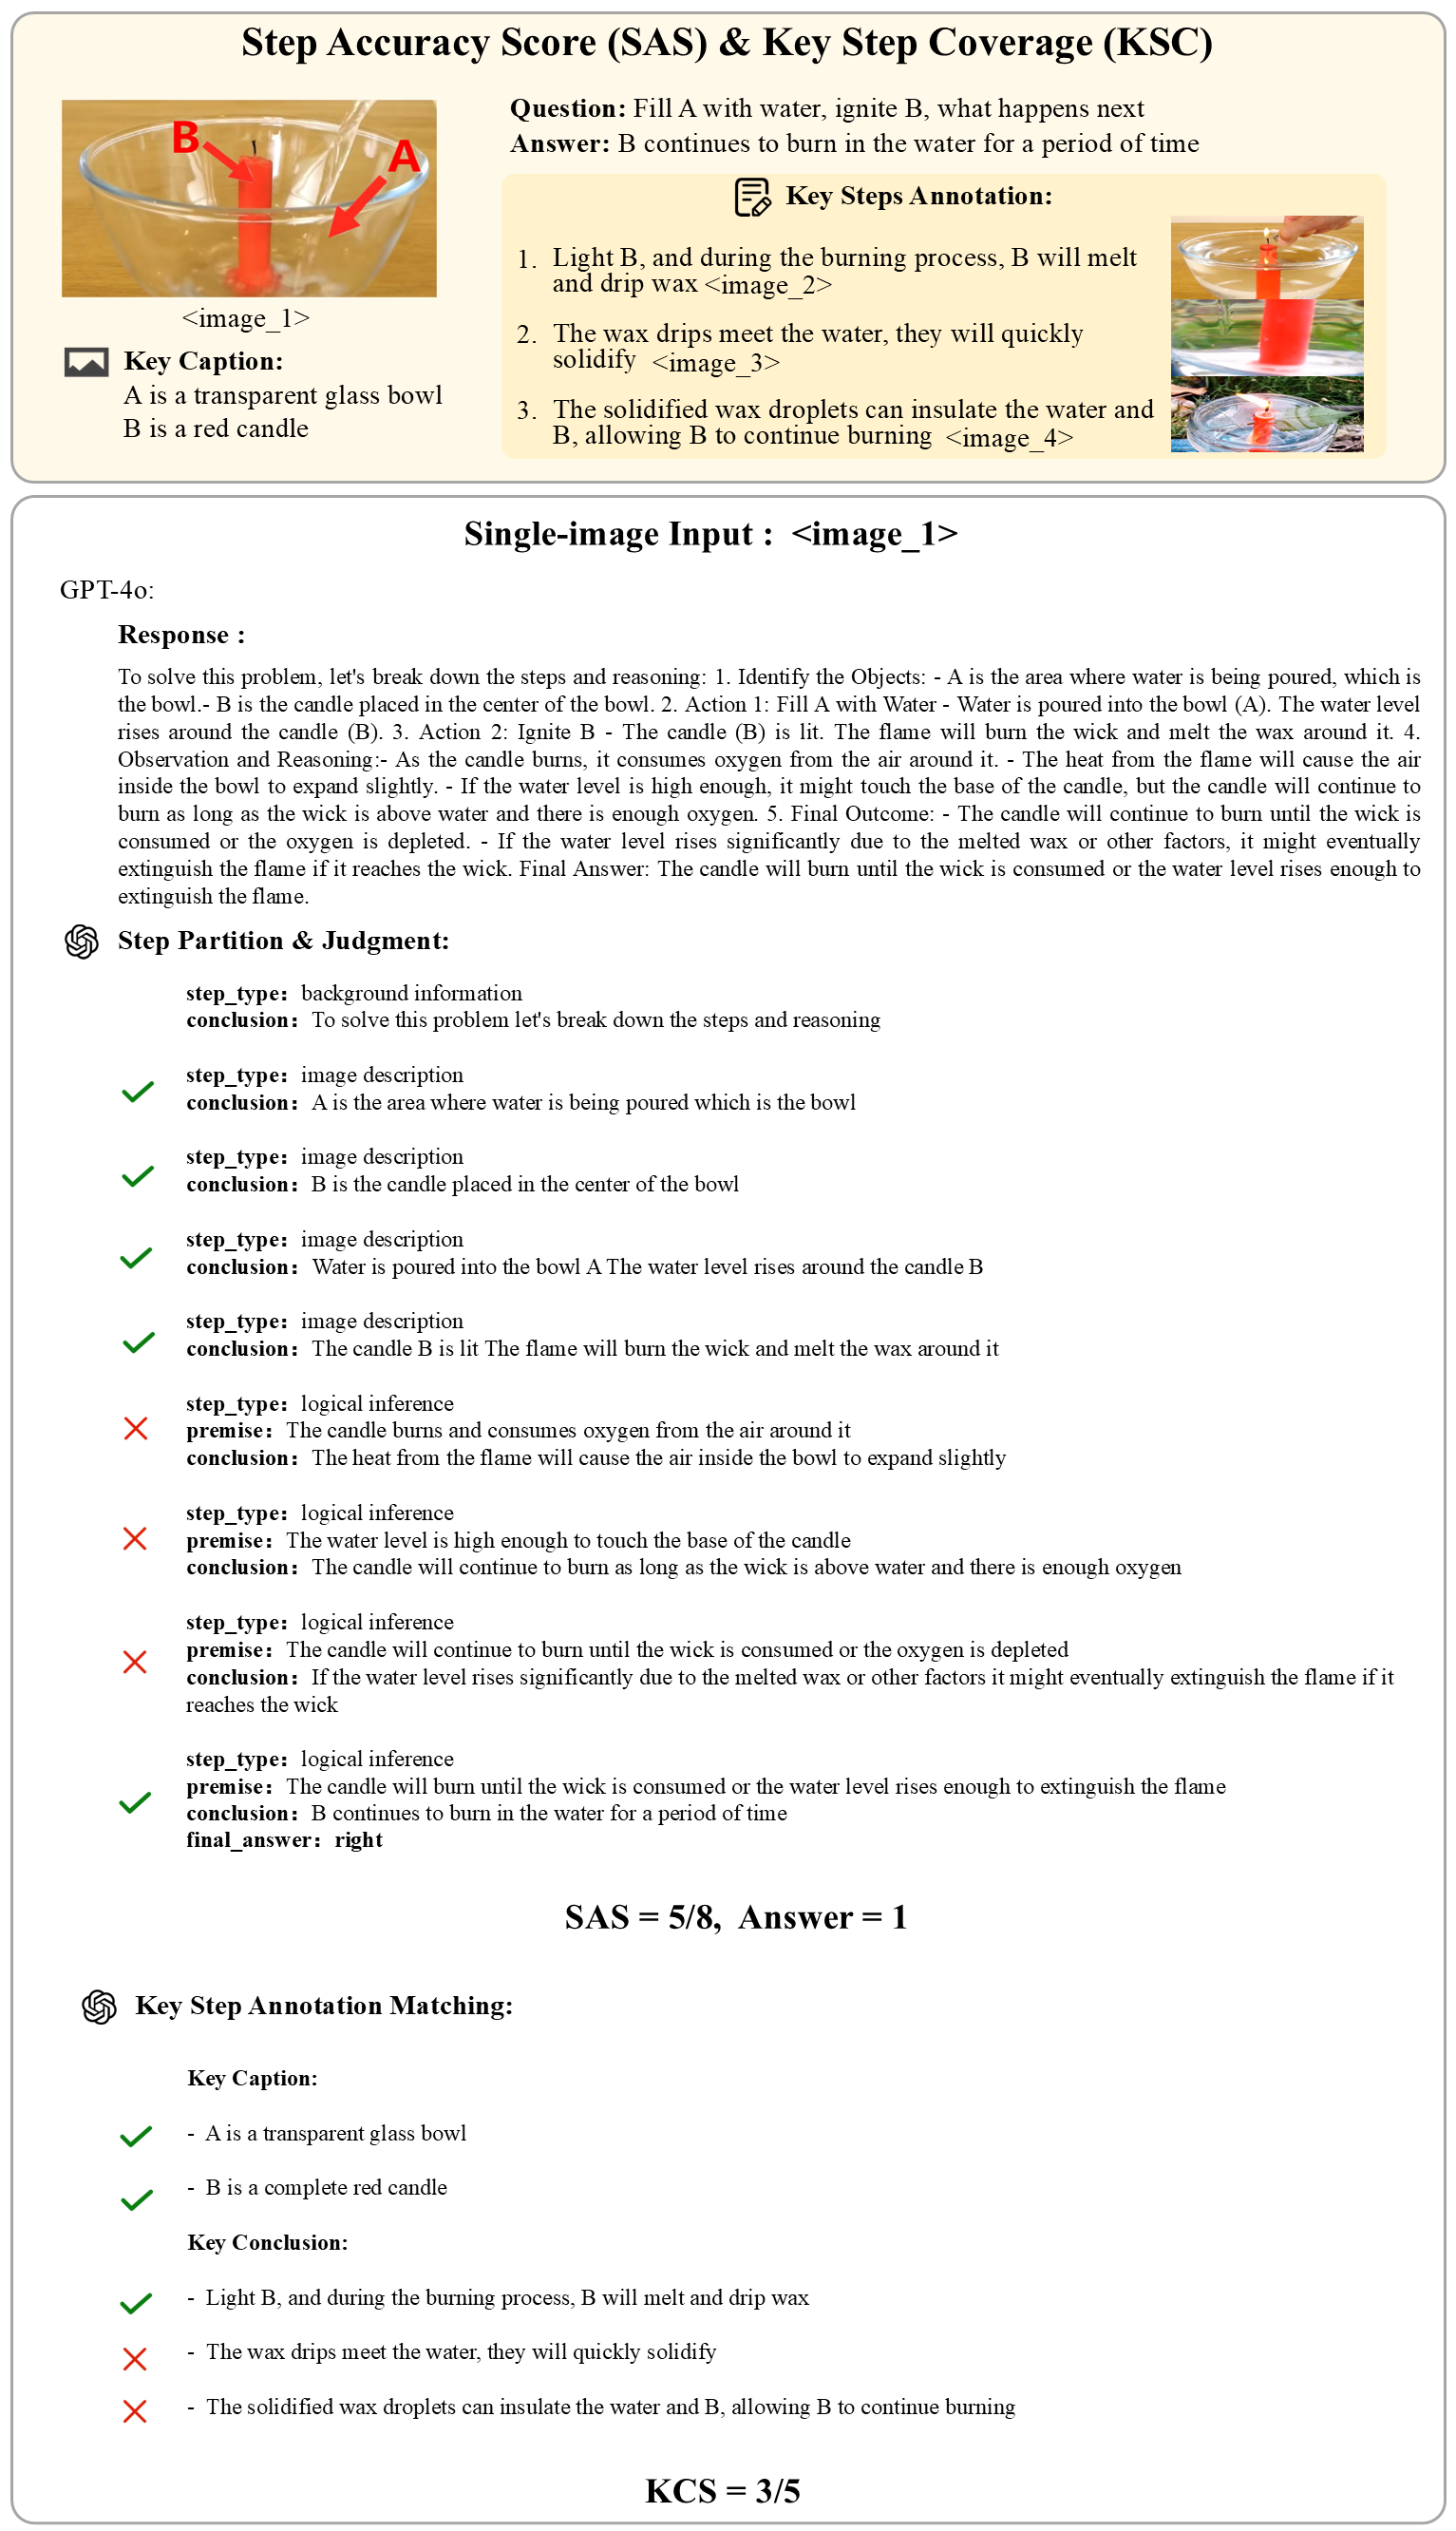 Step Accuracy Score (SAS) & Key Step Coverage (KSC)
B
A
<image_1>
Key Caption:
A is a transparent glass bowl
B is a red candle
Question: Fill A with water, ignite B, what happens next
Answer: B continues to burn in the water for a period of time
Key Steps Annotation:
1. Light B, and during the burning process, B will melt
and drip wax <image_2>
2. The wax drips meet the water, they will quickly
solidify <image_3>
3. The solidified wax droplets can insulate the water and
B, allowing B to continue burning <image_4>
Single-image Input : <image_1>
GPT-4o:
Response :
To solve this problem, let's break down the steps and reasoning: 1. Identify the Objects: - A is the area where water is being poured, which is
the bowl.- B is the candle placed in the center of the bowl. 2. Action 1: Fill A with Water - Water is poured into the bowl (A). The water level
rises around the candle (B). 3. Action 2: Ignite B - The candle (B) is lit. The flame will burn the wick and melt the wax around it. 4.
Observation and Reasoning:- As the candle burns, it consumes oxygen from the air around it. - The heat from the flame will cause the air
inside the bowl to expand slightly. - If the water level is high enough, it might touch the base of the candle, but the candle will continue to
burn as long as the wick is above water and there is enough oxygen. 5. Final Outcome: - The candle will continue to burn until the wick is
consumed or the oxygen is depleted. - If the water level rises significantly due to the melted wax or other factors, it might eventually
extinguish the flame if it reaches the wick. Final Answer: The candle will burn until the wick is consumed or the water level rises enough to
extinguish the flame.
Step Partition & Judgment:
step_type: background information
conclusion: To solve this problem let's break down the steps and reasoning
step_type: image description
conclusion: A is the area where water is being poured which is the bowl
step_type: image description
conclusion: B is the candle placed in the center of the bowl
step_type: image description
conclusion: Water is poured into the bowl A The water level rises around the candle B
step_type: image description
conclusion: The candle B is lit The flame will burn the wick and melt the wax around it
step_type: logical inference
premise: The candle burns and consumes oxygen from the air around it
conclusion: The heat from the flame will cause the air inside the bowl to expand slightly
step_type: logical inference
premise: The water level is high enough to touch the base of the candle
conclusion: The candle will continue to burn as long as the wick is above water and there is enough oxygen
step_type: logical inference
premise: The candle will continue to burn until the wick is consumed or the oxygen is depleted
conclusion: If the water level rises significantly due to the melted wax or other factors it might eventually extinguish the flame if it
reaches the wick
step_type: logical inference
premise: The candle will burn until the wick is consumed or the water level rises enough to extinguish the flame
conclusion: B continues to burn in the water for a period of time
final_answer: right
SAS = 5/8, Answer = 1
Key Step Annotation Matching:
Key Caption:
- A is a transparent glass bowl
- B is a complete red candle
Key Conclusion:
- Light B, and during the burning process, B will melt and drip wax
- The wax drips meet the water, they will quickly solidify
- The solidified wax droplets can insulate the water and B, allowing B to continue burning
KCS = 3/5